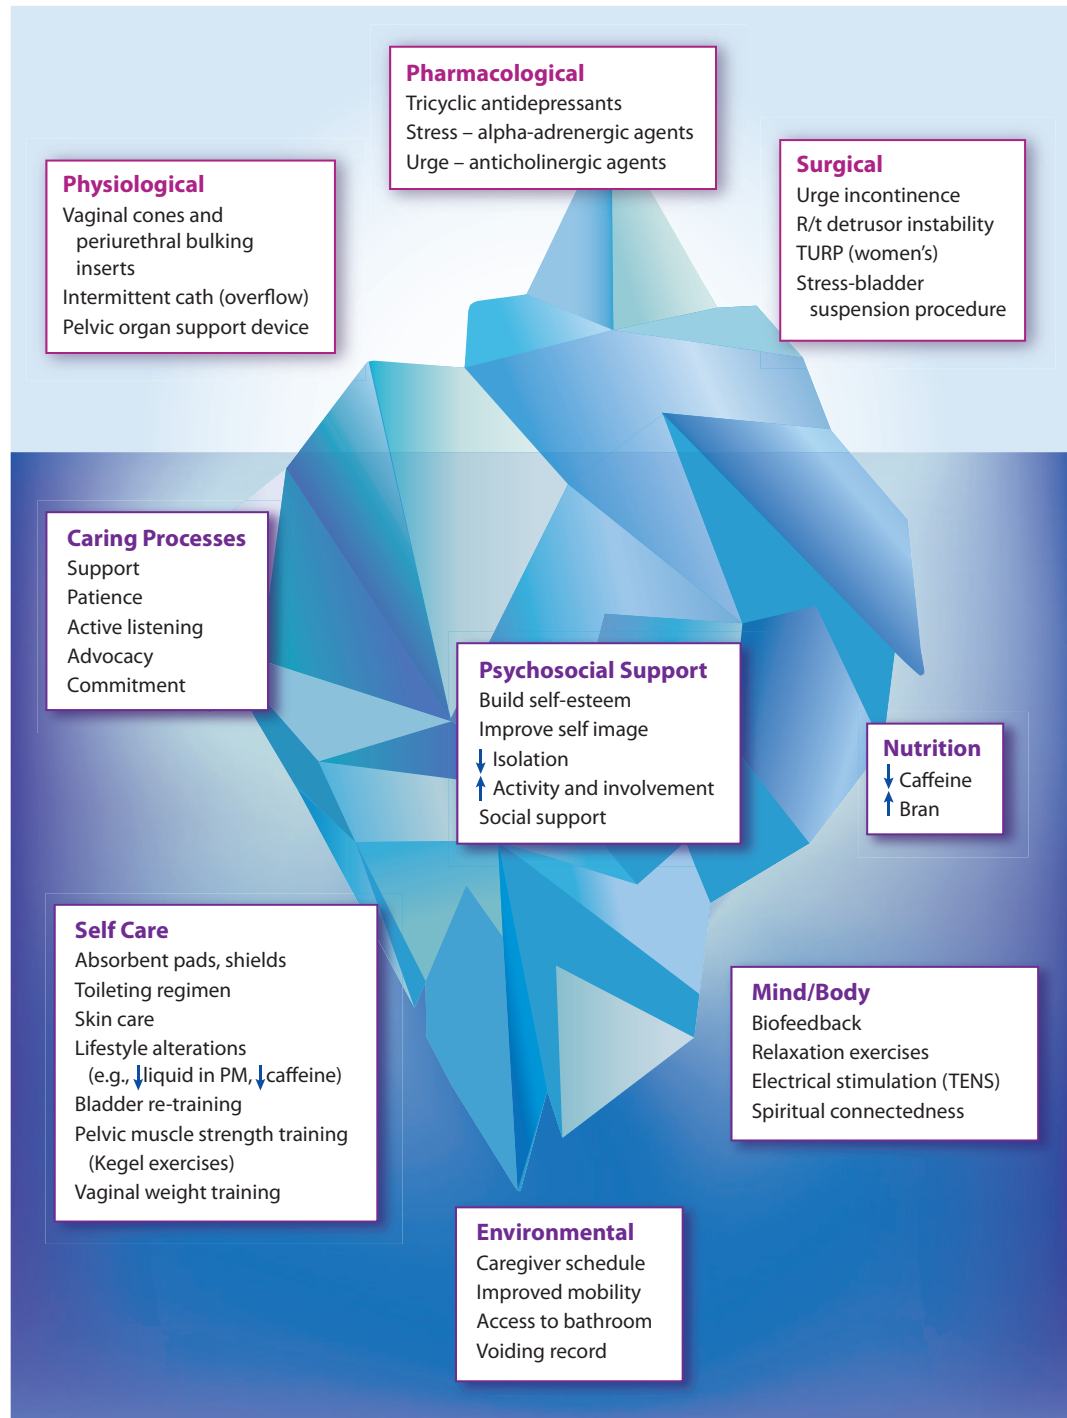 Pharmacological
Tricyclic antidepressants
Stress – alpha-adrenergic agents
Urge – anticholinergic agents
Physiological
Vaginal cones and
periurethral bulking
inserts
Intermittent cath (overflow)
Pelvic organ support device
Surgical
Urge incontinence
R/t detrusor instability
TURP (women’s)
Stress-bladder
suspension procedure
Caring Processes
Support
Patience
Active listening
Advocacy
Commitment
Psychosocial Support
Build self-esteem
Improve self image
↓ Isolation
↑ Activity and involvement
Social support
Nutrition
↓ Caffeine
↑ Bran
Self Care
Absorbent pads, shields
Toileting regimen
Skin care
Lifestyle alterations
(e.g., ↓liquid in PM, ↓caffeine)
Bladder re-training
Pelvic muscle strength training
(Kegel exercises)
Vaginal weight training
Mind/Body
Biofeedback
Relaxation exercises
Electrical stimulation (TENS)
Spiritual connectedness
Environmental
Caregiver schedule
Improved mobility
Access to bathroom
Voiding record